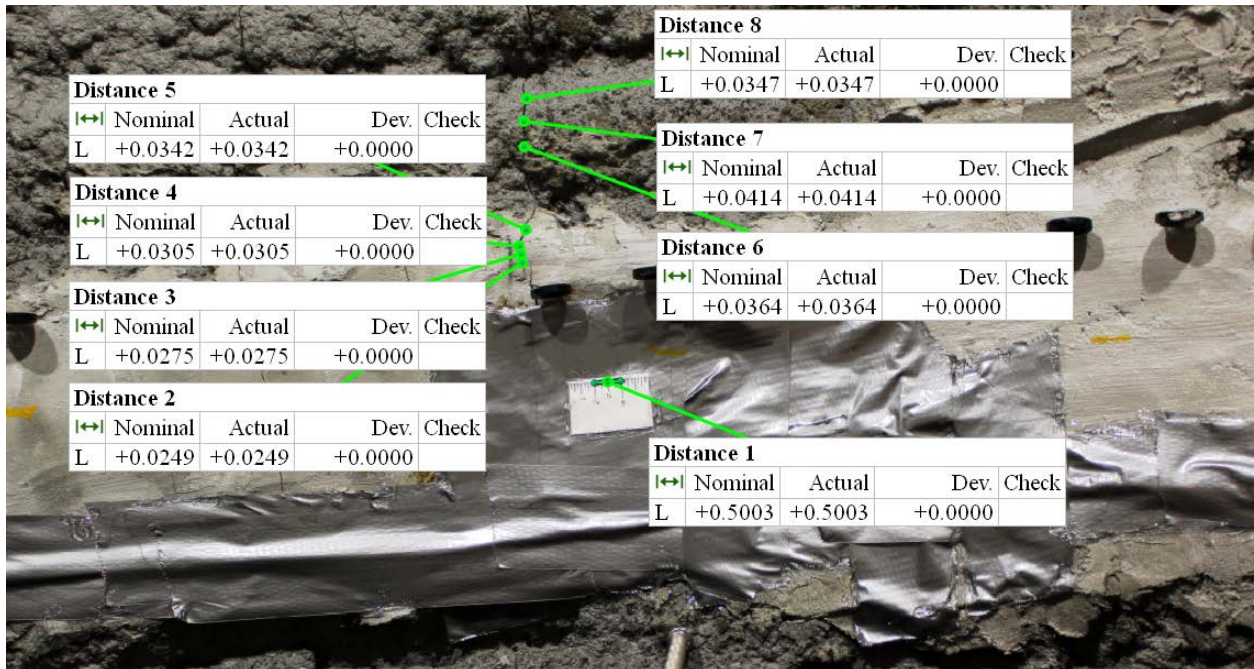 Distance 8
Nominal Actual Dev. Check
L +0.0347 +0.0347 +0.0000
Distance 5
Nominal Actual Dev. Check
L +0.0342 +0.0342 +0.0000
Distance 7
Nominal Actual Dev. Check
L +0.0414 +0.0414 +0.0000
Distance 4
Nominal Actual Dev. Check
L +0.0305 +0.0305 +0.0000
Distance 6
Nominal Actual Dev. Check
L +0.0364 +0.0364 +0.0000
Distance 3
Nominal Actual Dev. Check
L +0.0275 +0.0275 +0.0000
Distance 2
Nominal Actual Dev. Check
L +0.0249 +0.0249 +0.0000
Distance 1
Nominal Actual Dev. Check
L +0.5003 +0.5003 +0.0000